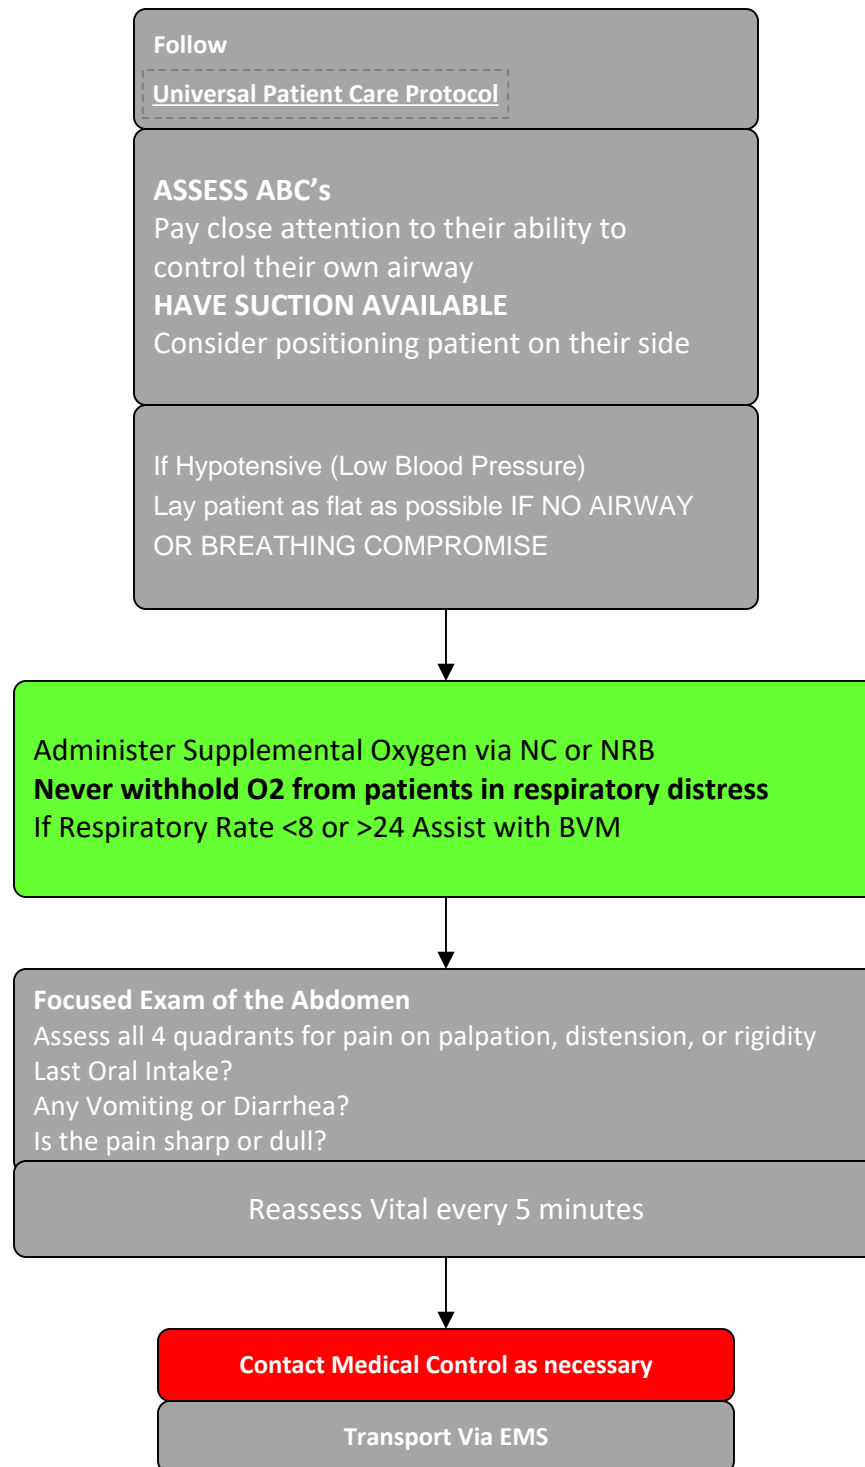 Follow
Universal Patient Care Protocol
ASSESS ABC’s
Pay close attention to their ability to
control their own airway
HAVE SUCTION AVAILABLE
Consider positioning patient on their side
If Hypotensive (Low Blood Pressure)
Lay patient as flat as possible IF NO AIRWAY
OR BREATHING COMPROMISE
Administer Supplemental Oxygen via NC or NRB
Never withhold O2 from patients in respiratory distress
If Respiratory Rate <8 or >24 Assist with BVM
Focused Exam of the Abdomen
Assess all 4 quadrants for pain on palpation, distension, or rigidity
Last Oral Intake?
Any Vomiting or Diarrhea?
Is the pain sharp or dull?
Reassess Vital every 5 minutes
Contact Medical Control as necessary
Transport Via EMS